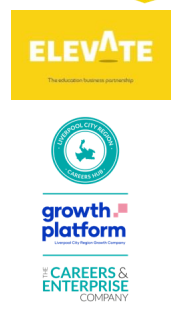 ELEVATE
The education business partnership
LIVERPOOL CITY REGION
CAREERS HUB
growth
platform
Liverpool City Region Growth Company
THE CAREERS &
ENTERPRISE
COMPANY